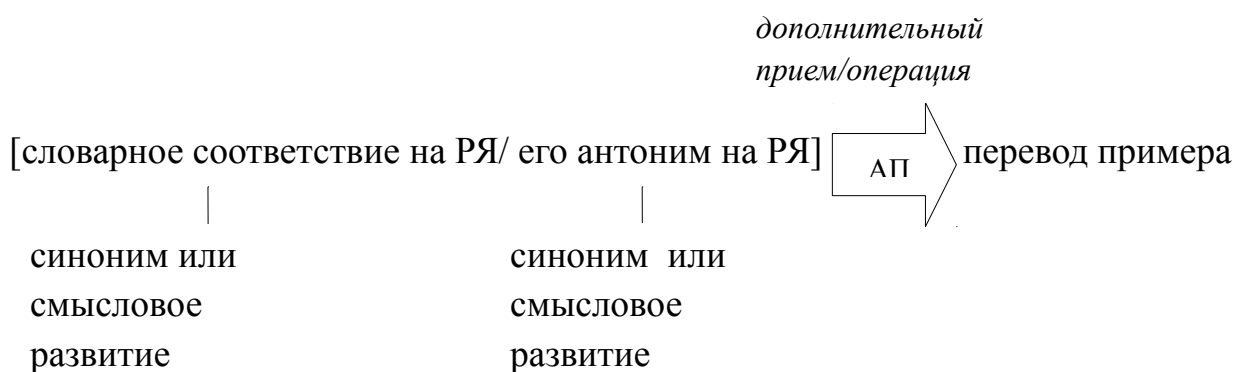 дополнительный
прием/операция
[словарное соответствие на РЯ/ его антоним на РЯ] АП перевод примера
синоним или синоним или
смысловое смысловое
развитие развитие